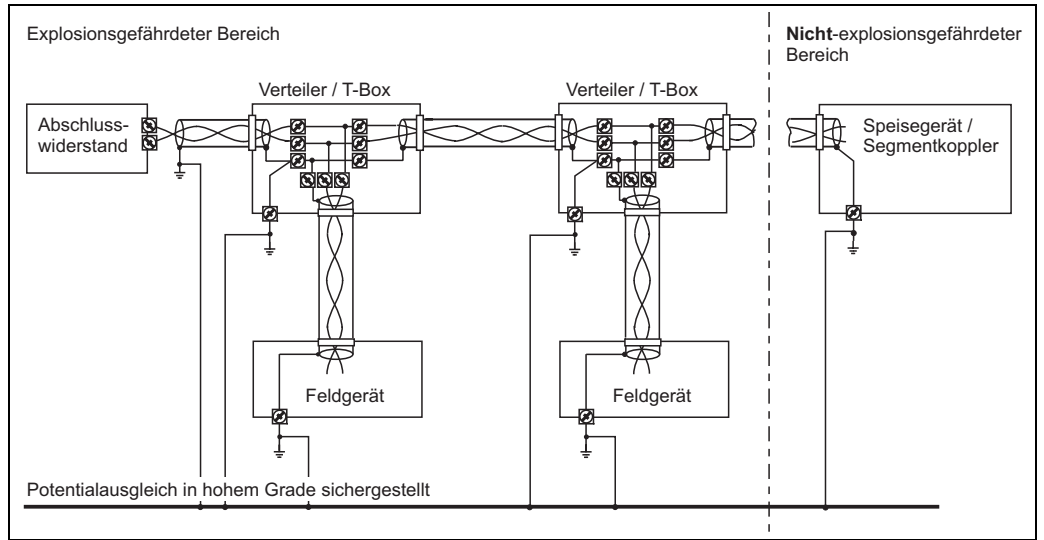 Explosionsgefährdeter Bereich
Nicht-explosionsgefährdeter
Bereich
Verteiler / T-Box
Verteiler / T-Box
Abschluss-
widerstand
Speisegerät /
Segmentkoppler
Feldgerät
Feldgerät
Potentialausgleich in hohem Grade sichergestellt